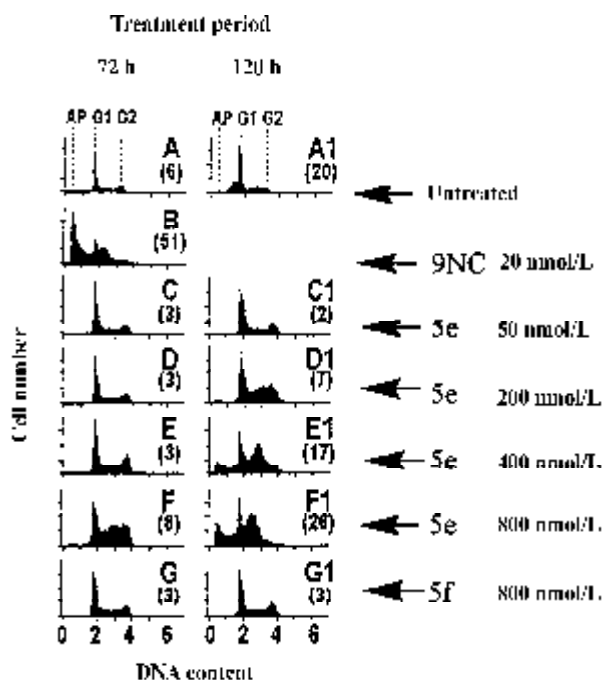 Treatment period
72 h 120 h
AP G1 G2 AP G1 G2
A A1
(6) (20)
Untreated
B
(51)
9NC 20 nmol/L
C C1
(3) (2)
5e 50 nmol/L
D D1
(3) (7)
5e 200 nmol/L
E E1
(3) (17)
5e 400 nmol/L
F F1
(8) (26)
5e 800 nmol/L
G G1
(3) (3)
5f 800 nmol/L
0 2 4 6 0 2 4 6
DNA content
Cell number